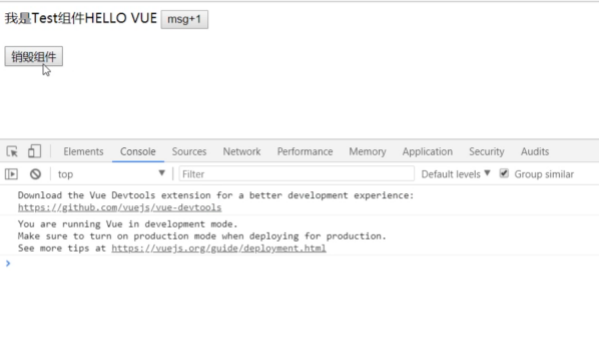 我是Test组件HELLO VUE msg+1
销毁组件
Elements Console Sources Network Performance Memory Application Security Audits
top Filter Default levels Group similar
Download the Vue Devtools extension for a better development experience:
https://github.com/vuejs/vue-devtools
You are running Vue in development mode.
Make sure to turn on production mode when deploying for production.
See more tips at https://vuejs.org/guide/deployment.html